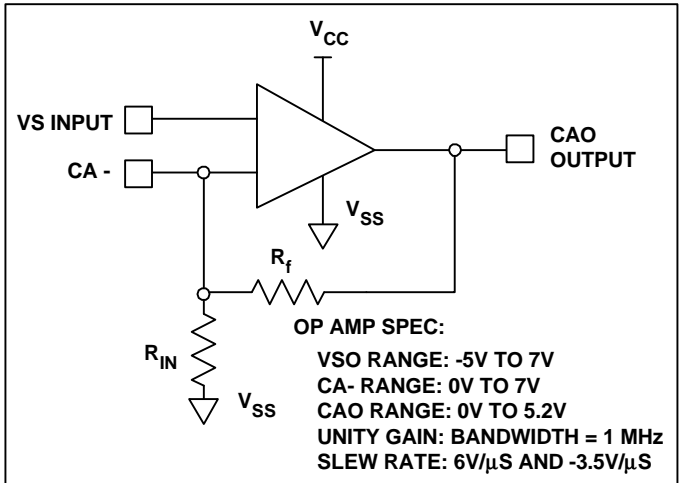 VCC
VS INPUT
CAO
OUTPUT
CA -
VSS
Rf
OP AMP SPEC:
RIN
VSS
VSO RANGE: -5V TO 7V
CA- RANGE: 0V TO 7V
CAO RANGE: 0V TO 5.2V
UNITY GAIN: BANDWIDTH = 1 MHz
SLEW RATE: 6V/μS AND -3.5V/μS